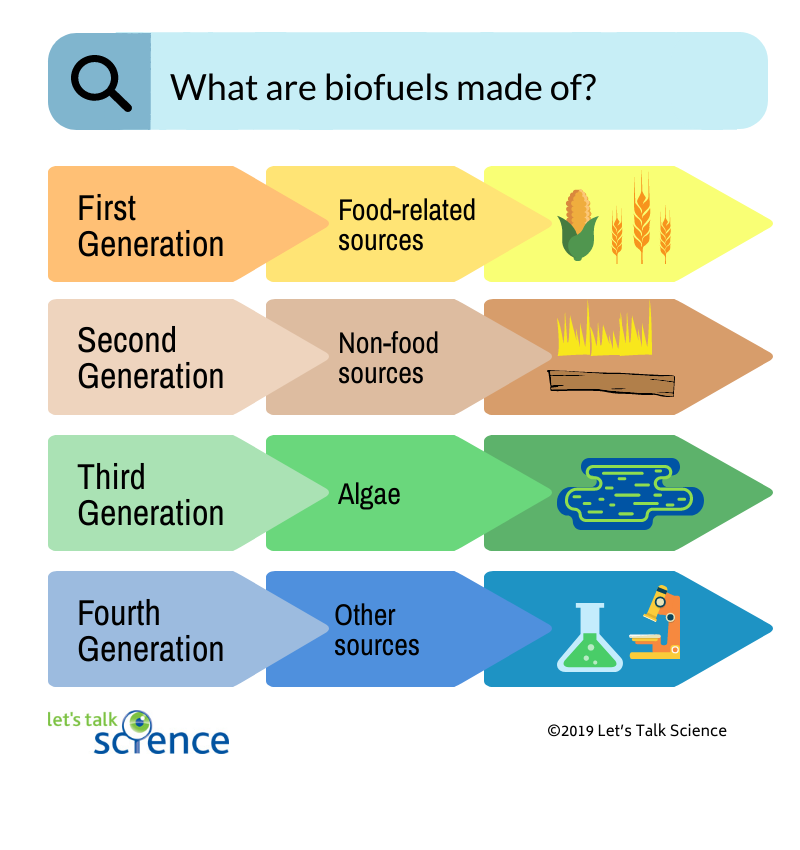 What are biofuels made of?
First
Generation
Food-related
sources
Second
Generation
Non-food
sources
Third
Generation
Algae
Fourth
Generation
Other
sources
let's talk
science
©2019 Let's Talk Science